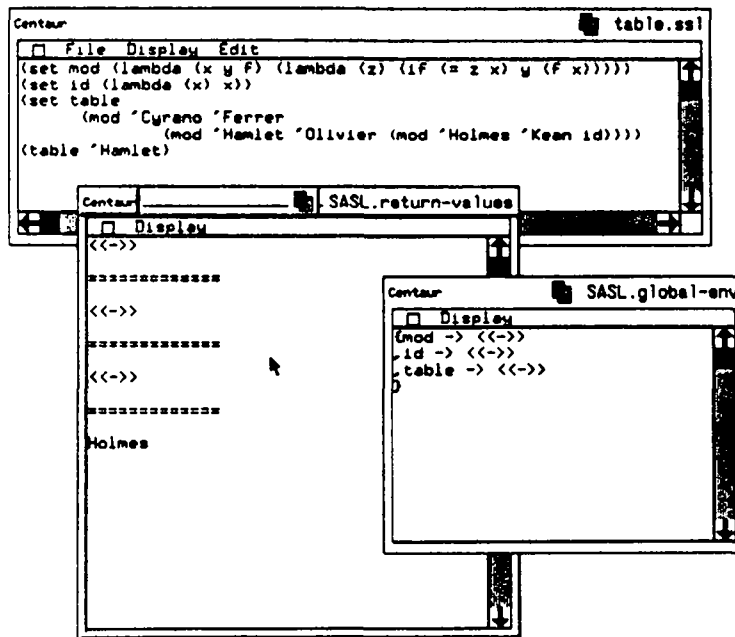 Centaur table.ssl
File Display Edit
(set mod (lambda (x y f) (lambda (z) (if (= z x) y (f x)))))
(set id (lambda (x) x))
(set table
(mod 'Cyrano 'Ferrer
(mod 'Hamlet 'Olivier (mod 'Holmes 'Kean id))))
(table 'Hamlet)
Centaur SASL.return-values
Display
<<->>
=============
<<->>
=============
<<->>
=============
Holmes
Centaur SASL.global-env
Display
{mod -> <<->>
,id -> <<->>
,table -> <<->>
}